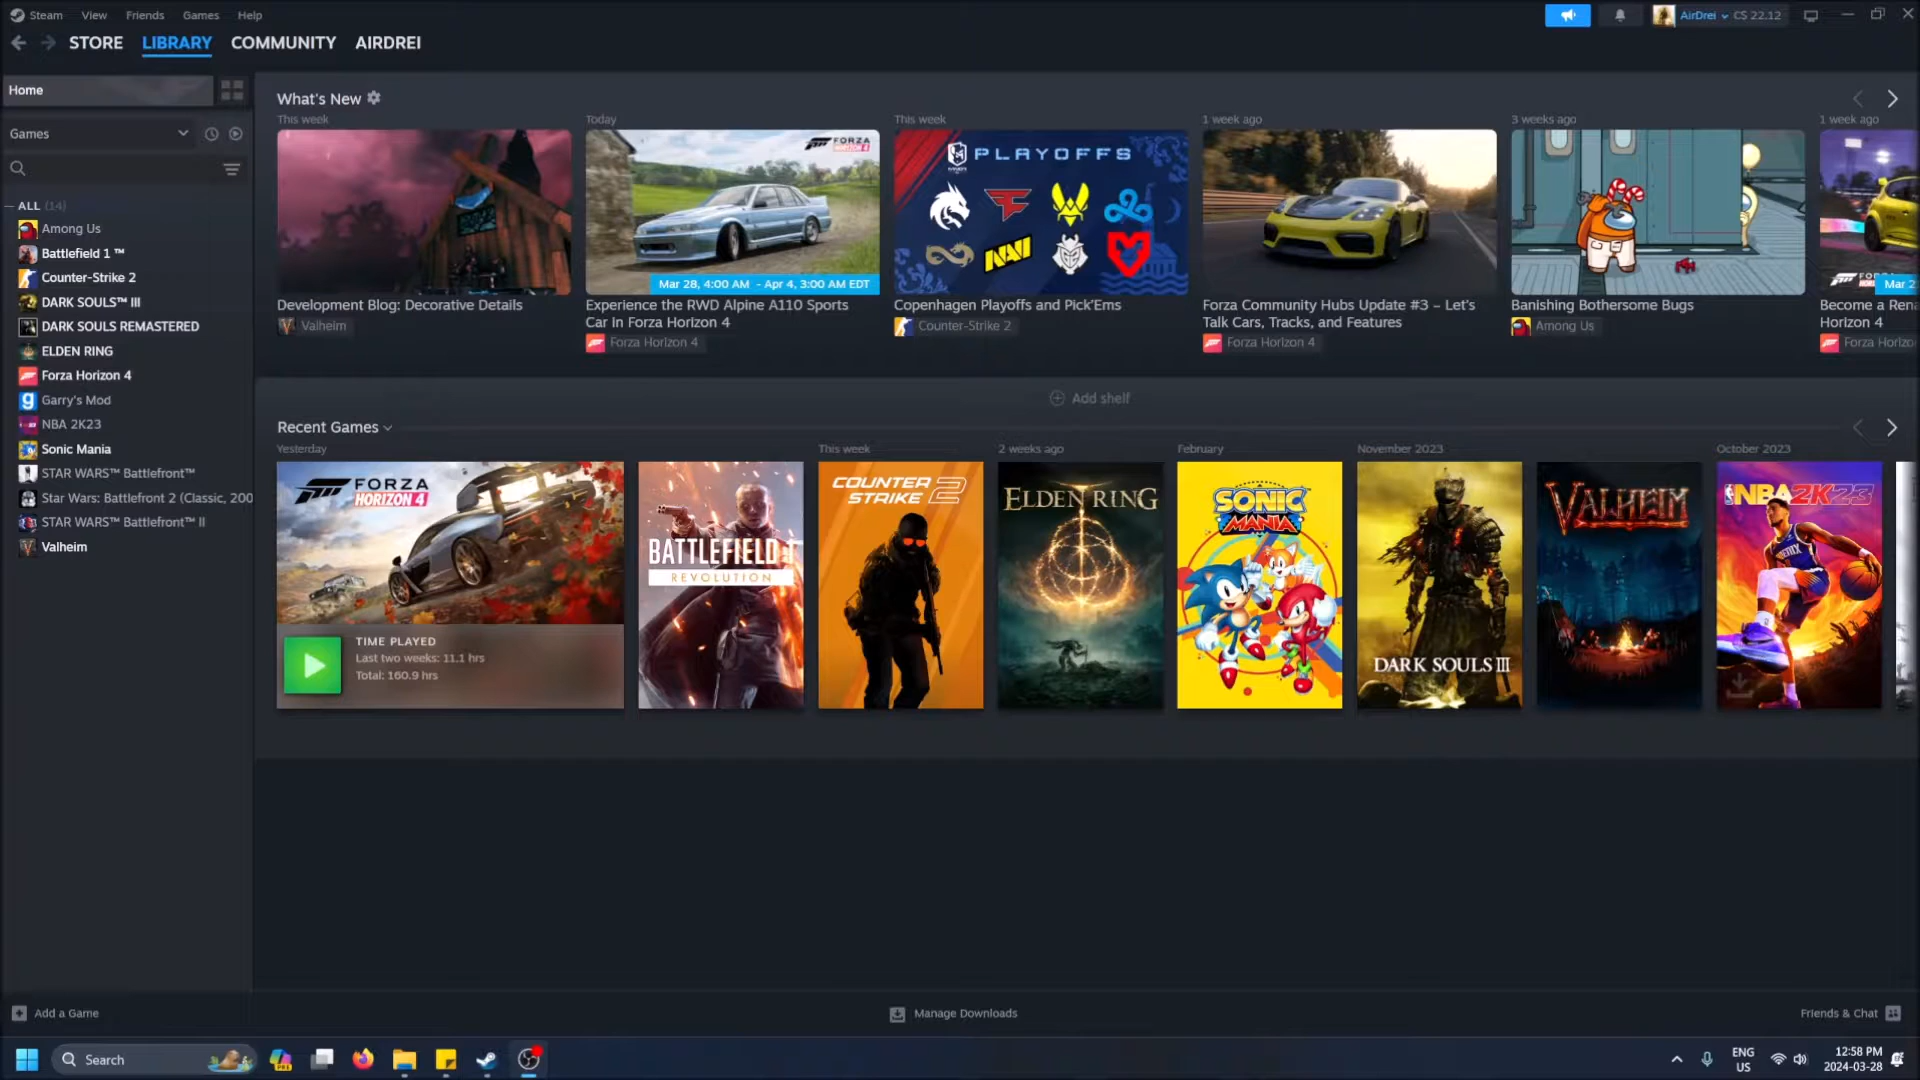 Steam View Friends Games Help
AirDrei C$ 22.12
STORE LIBRARY COMMUNITY AIRDREI
Home
Games
ALL (14)
Among Us
Battlefield 1 ™
Counter-Strike 2
DARK SOULS™ III
DARK SOULS REMASTERED
ELDEN RING
Forza Horizon 4
Garry's Mod
NBA 2K23
Sonic Mania
STAR WARS™ Battlefront™
Star Wars: Battlefront 2 (Classic, 200
STAR WARS™ Battlefront™ II
Valheim
What's New
This week
Today
This week
1 week ago
3 weeks ago
1 week ago
FORZA
HORIZON 4
PLAYOFFS
NAVI
Mar 28, 4:00 AM - Apr 4, 3:00 AM EDT
Mar 2
Development Blog: Decorative Details
Valheim
Experience the RWD Alpine A110 Sports
Car In Forza Horizon 4
Forza Horizon 4
Copenhagen Playoffs and Pick'Ems
Counter-Strike 2
Forza Community Hubs Update #3 – Let's
Talk Cars, Tracks, and Features
Forza Horizon 4
Banishing Bothersome Bugs
Among Us
Become a Rena
Horizon 4
Forza Horizo
Add shelf
Recent Games
Yesterday
This week
2 weeks ago
February
November 2023
October 2023
FORZA
HORIZON 4
TIME PLAYED
Last two weeks: 11.1 hrs
Total: 160.9 hrs
BATTLEFIELD 1
REVOLUTION
COUNTER
STRIKE 2
ELDEN RING
SONIC
MANIA
DARK SOULS III
VALHEIM
NBA 2K23
PHOENIX
Add a Game
Manage Downloads
Friends & Chat
Search
PRE
ENG
US
12:58 PM
2024-03-28